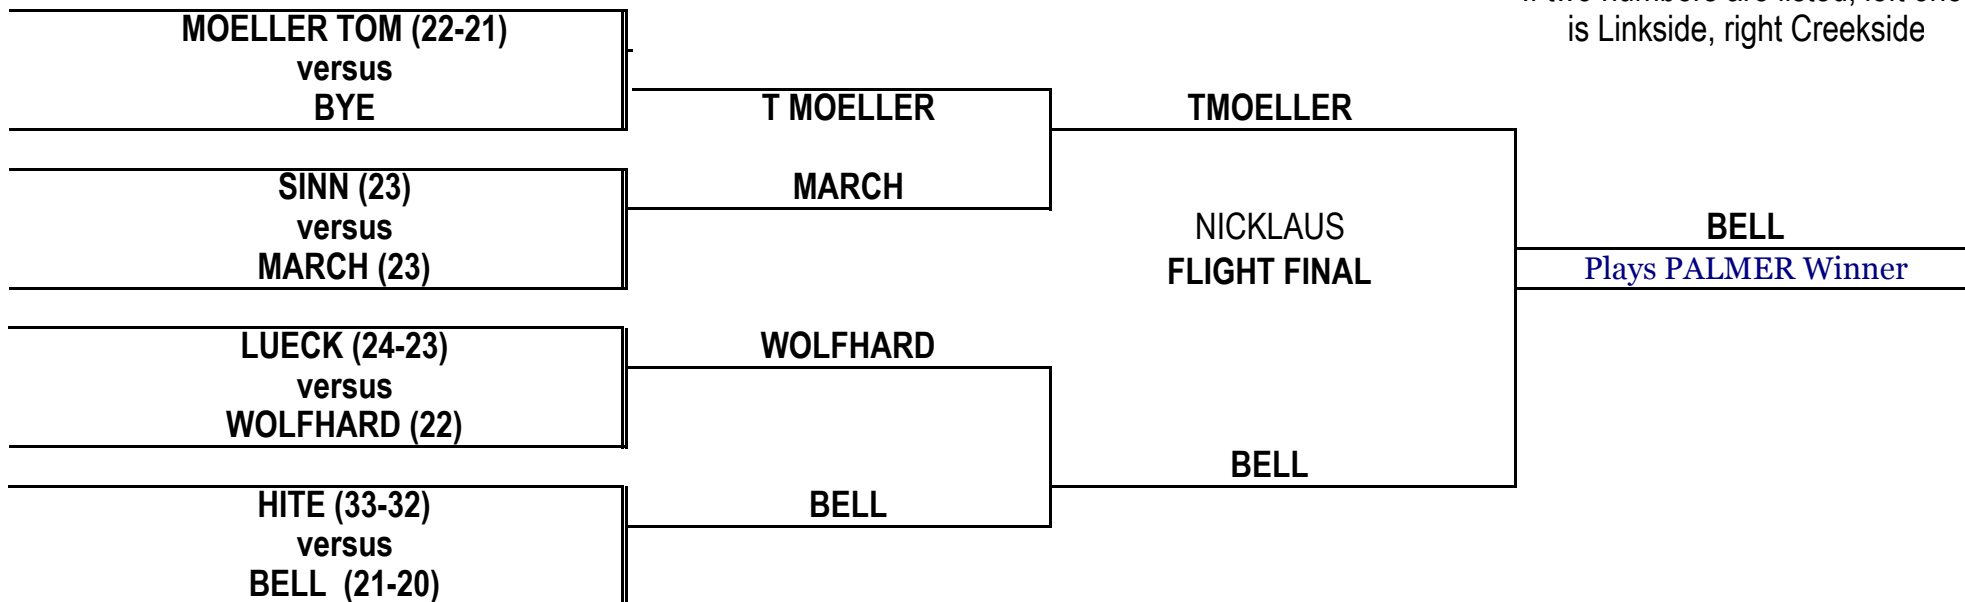 is Linkside, right Creekside
MOELLER TOM (22-21)
versus
BYE
T MOELLER
TMOELLER
SINN (23)
versus
MARCH (23)
MARCH
NICKLAUS
FLIGHT FINAL
BELL
Plays PALMER Winner
LUECK (24-23)
versus
WOLFHARD (22)
WOLFHARD
BELL
HITE (33-32)
versus
BELL (21-20)
BELL